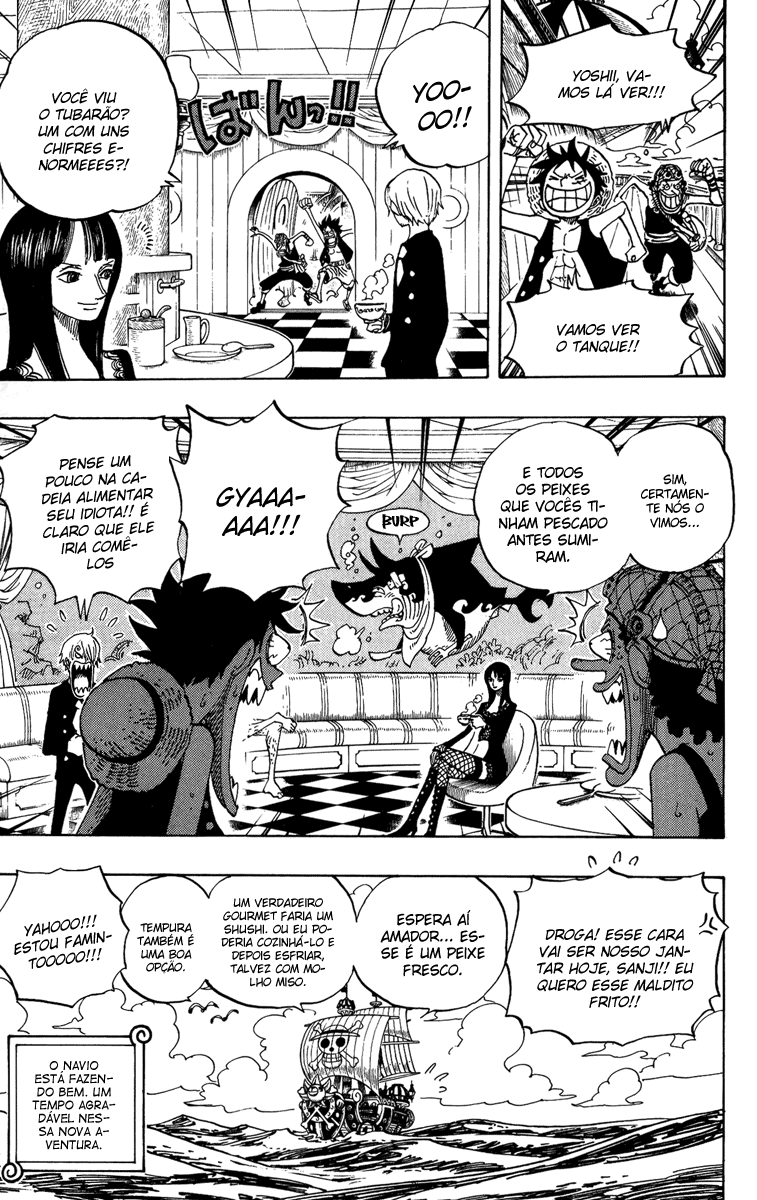 YOSHII, VA-
MOS LÁ VER!!!
VAMOS VER
O TANQUE!!
YOO-
OO!!
ばんっ!!
VOCÊ VIU
O TUBARÃO?
UM COM UNS
CHIFRES E-
NORMEEES?!
SIM,
CERTAMEN-
TE NÓS O
VIMOS...
E TODOS
OS PEIXES
QUE VOCÊS TI-
NHAM PESCADO
ANTES SUMI-
RAM.
BURP
GYAAA-
AAA!!!
PENSE UM
POUCO NA CA-
DEIA ALIMENTAR
SEU IDIOTA!! É
CLARO QUE ELE
IRIA COMÊ-
LOS
DROGA! ESSE CARA
VAI SER NOSSO JAN-
TAR HOJE, SANJI!! EU
QUERO ESSE MALDITO
FRITO!!
ESPERA AÍ
AMADOR... ES-
SE É UM PEIXE
FRESCO.
UM VERDADEIRO
GOURMET FARIA UM
SHUSHI. OU EU PO-
DERIA COZINHÁ-LO E
DEPOIS ESFRIAR,
TALVEZ COM MO-
LHO MISO.
TEMPURA
TAMBÉM É
UMA BOA
OPÇÃO.
YAHOOO!!!
ESTOU FAMIN-
TOOOOO!!!
O NAVIO
ESTÁ FAZEN-
DO BEM. UM
TEMPO AGRA-
DÁVEL NES-
SA NOVA A-
VENTURA.